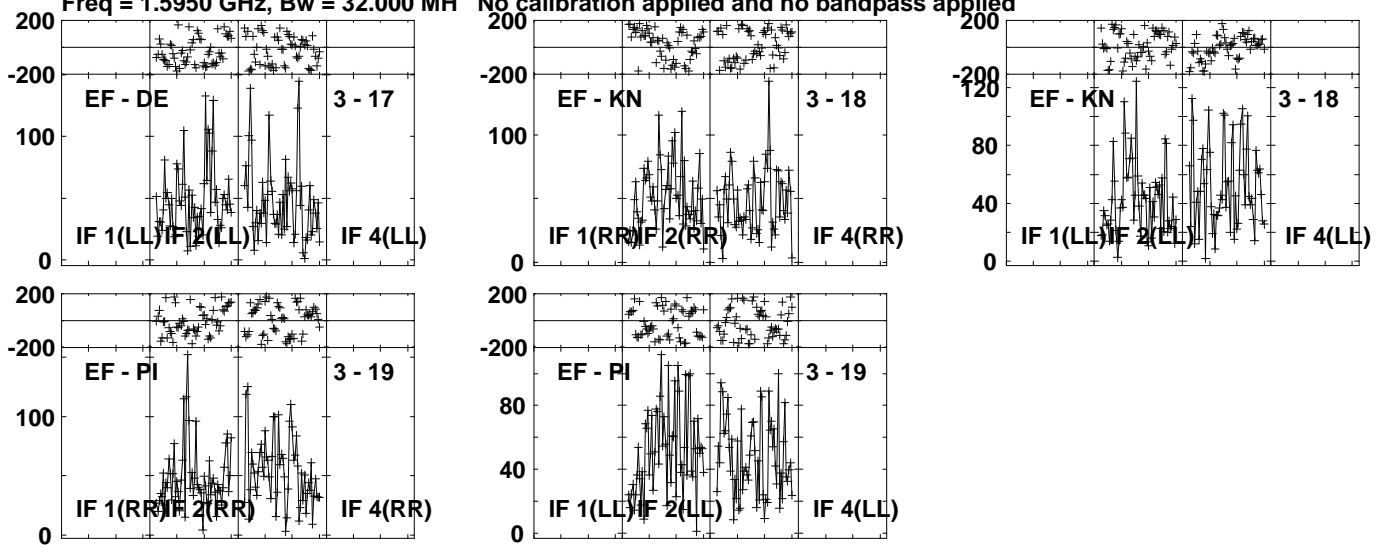 Freq = 1.5950 GHz, Bw = 32.000 MH No calibration applied and no bandpass applied
200
-200
EF - DE 3 - 17
100
IF 1(LL) IF 2(LL) IF 4(LL)
0
200
-200
EF - KN 3 - 18
100
IF 1(RR) IF 2(RR) IF 4(RR)
0
200
-200
120
EF - KN 3 - 18
80
40
IF 1(LL) IF 2(LL) IF 4(LL)
0
200
-200
EF - PI 3 - 19
100
IF 1(RR) IF 2(RR) IF 4(RR)
0
200
-200
EF - PI 3 - 19
80
40
IF 1(LL) IF 2(LL) IF 4(LL)
0